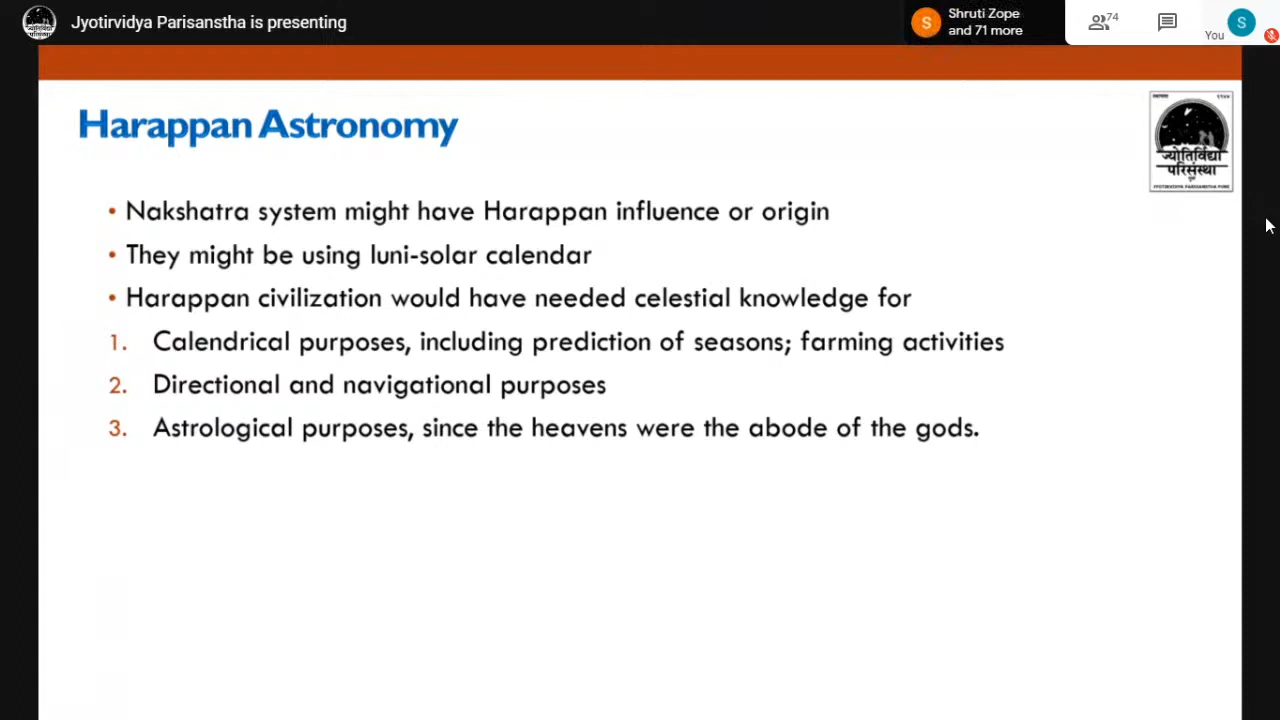 Jyotirvidya Parisanstha is presenting
S
Shruti Zope
and 71 more
74
You
S
Harappan Astronomy
ज्योतिर्विद्या
परिसंस्था
JYOTIRVIDYA PARISANSTHA PUNE
• Nakshatra system might have Harappan influence or origin
• They might be using luni-solar calendar
• Harappan civilization would have needed celestial knowledge for
1. Calendrical purposes, including prediction of seasons; farming activities
2. Directional and navigational purposes
3. Astrological purposes, since the heavens were the abode of the gods.